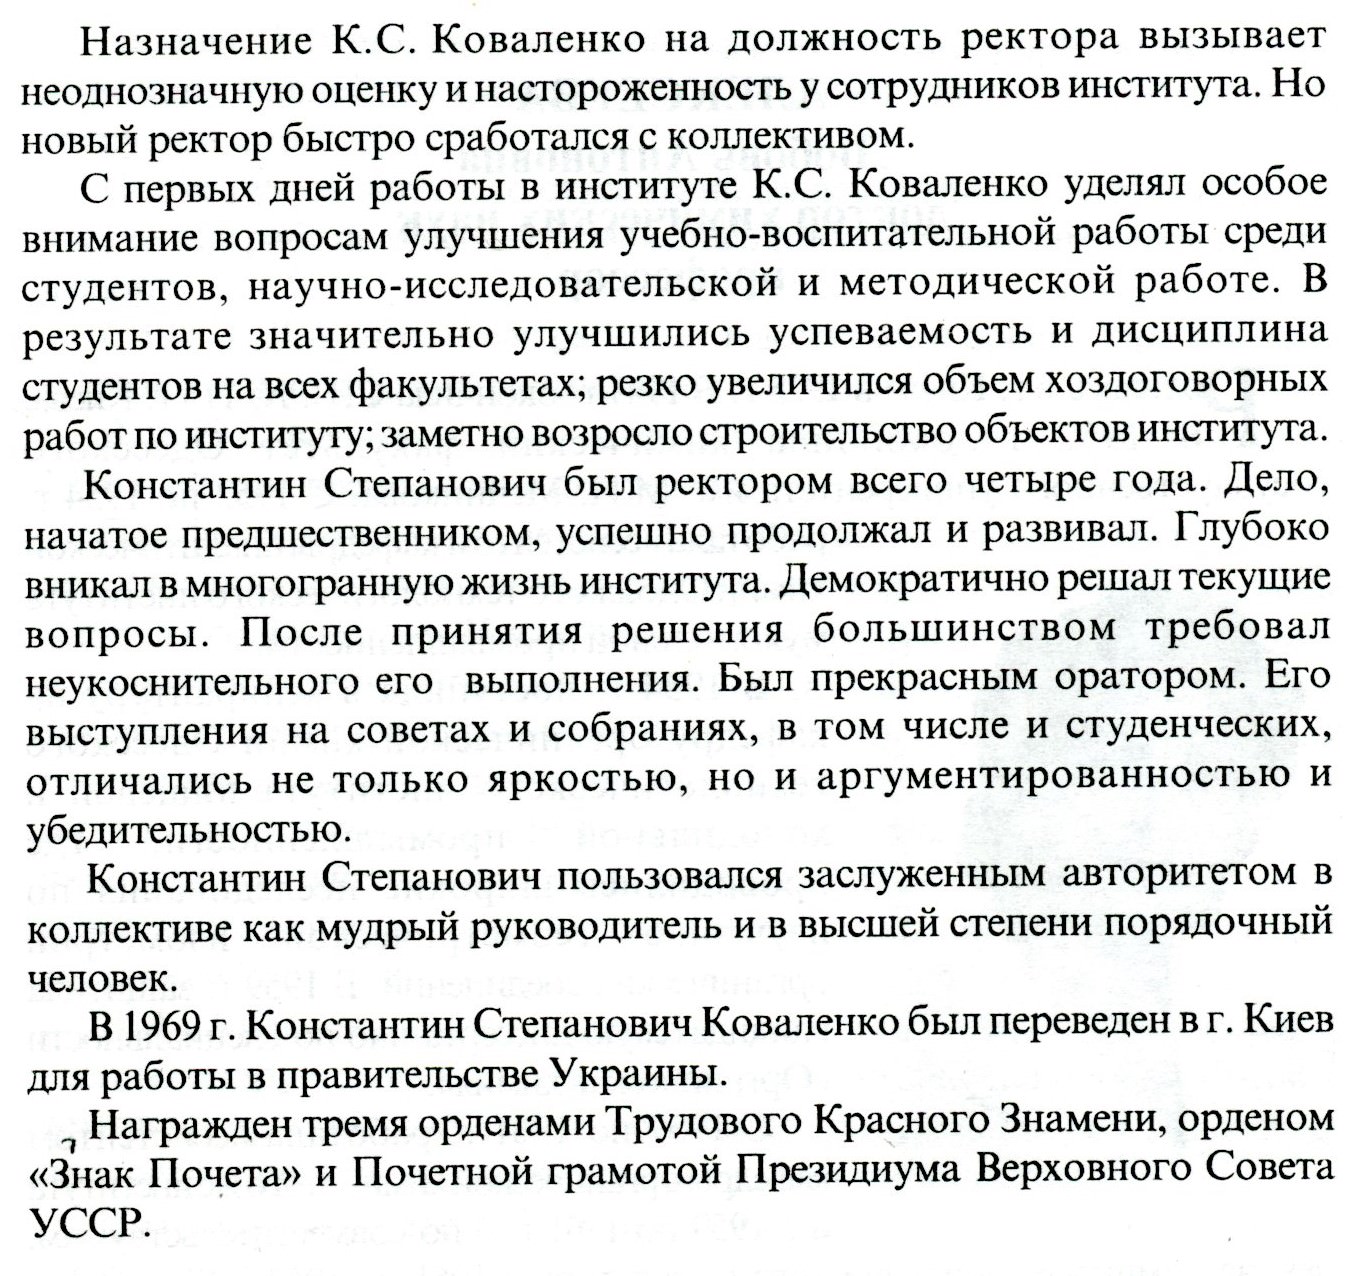 Назначение К.С. Коваленко на должность ректора вызывает
неоднозначную оценку и настороженность у сотрудников института. Но
новый ректор быстро сработался с коллективом.
С первых дней работы в институте К.С. Коваленко уделял особое
внимание вопросам улучшения учебно-воспитательной работы среди
студентов, научно-исследовательской и методической работе. В
результате значительно улучшились успеваемость и дисциплина
студентов на всех факультетах; резко увеличился объем хоздоговорных
работ по институту; заметно возросло строительство объектов института.
Константин Степанович был ректором всего четыре года. Дело,
начатое предшественником, успешно продолжал и развивал. Глубоко
вникал в многогранную жизнь института. Демократично решал текущие
вопросы. После принятия решения большинством требовал
неукоснительного его выполнения. Был прекрасным оратором. Его
выступления на советах и собраниях, в том числе и студенческих,
отличались не только яркостью, но и аргументированностью и
убедительностью.
Константин Степанович пользовался заслуженным авторитетом в
коллективе как мудрый руководитель и в высшей степени порядочный
человек.
В 1969 г. Константин Степанович Коваленко был переведен в г. Киев
для работы в правительстве Украины.
Награжден тремя орденами Трудового Красного Знамени, орденом
«Знак Почета» и Почетной грамотой Президиума Верховного Совета
УССР.